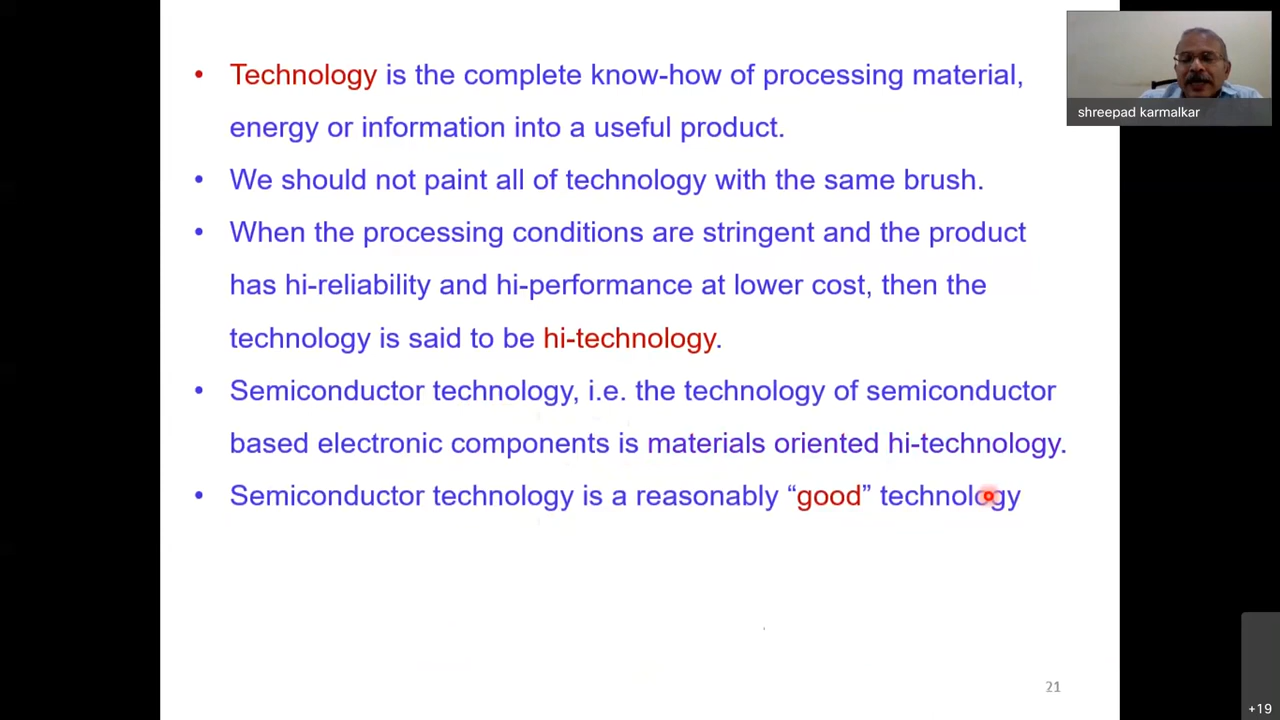 • Technology is the complete know-how of processing material,
energy or information into a useful product.
• We should not paint all of technology with the same brush.
• When the processing conditions are stringent and the product
has hi-reliability and hi-performance at lower cost, then the
technology is said to be hi-technology.
• Semiconductor technology, i.e. the technology of semiconductor
based electronic components is materials oriented hi-technology.
• Semiconductor technology is a reasonably “good” technology
shreepad karmalkar
21
+19